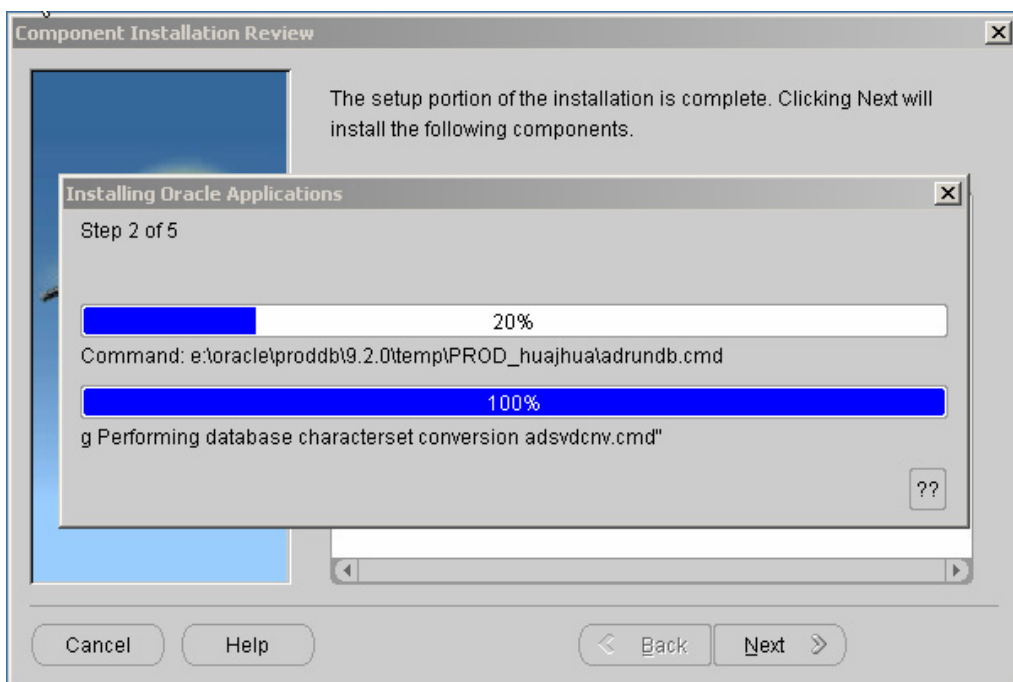 Component Installation Review
The setup portion of the installation is complete. Clicking Next will
install the following components.
Installing Oracle Applications
Step 2 of 5
20%
Command: e:\oracle\proddb\9.2.0\temp\PROD_huajhua\adrundb.cmd
100%
g Performing database characterset conversion adsvdcnv.cmd"
??
Cancel
Help
Back
Next